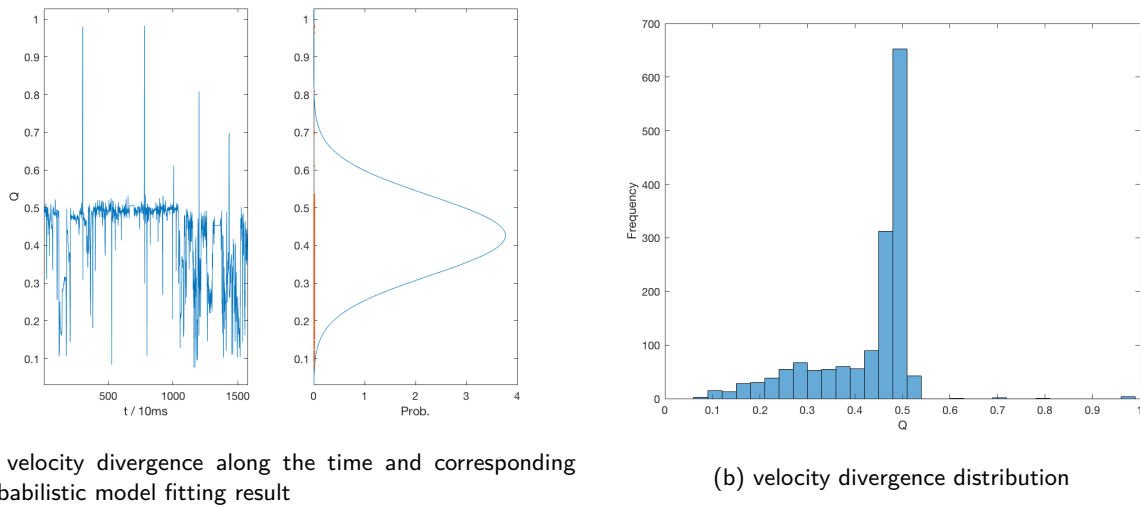 1
0.9
0.8
0.7
0.6
0.5
0.4
0.3
0.2
0.1
Q
500 1000 1500
t / 10ms
1
0.9
0.8
0.7
0.6
0.5
0.4
0.3
0.2
0.1
0 1 2 3 4
Prob.
velocity divergence along the time and corresponding
babilistic model fitting result
700
600
500
400
300
200
100
0
Frequency
0 0.1 0.2 0.3 0.4 0.5 0.6 0.7 0.8 0.9 1
Q
(b) velocity divergence distribution